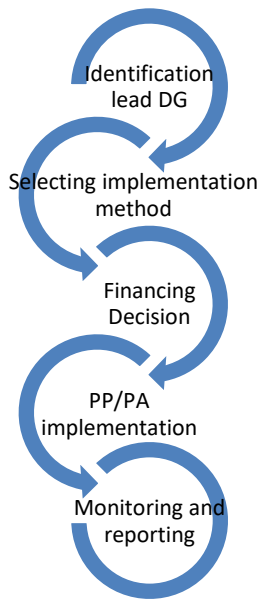 Identification
lead DG
Selecting implementation
method
Financing
Decision
PP/PA
implementation
Monitoring and
reporting